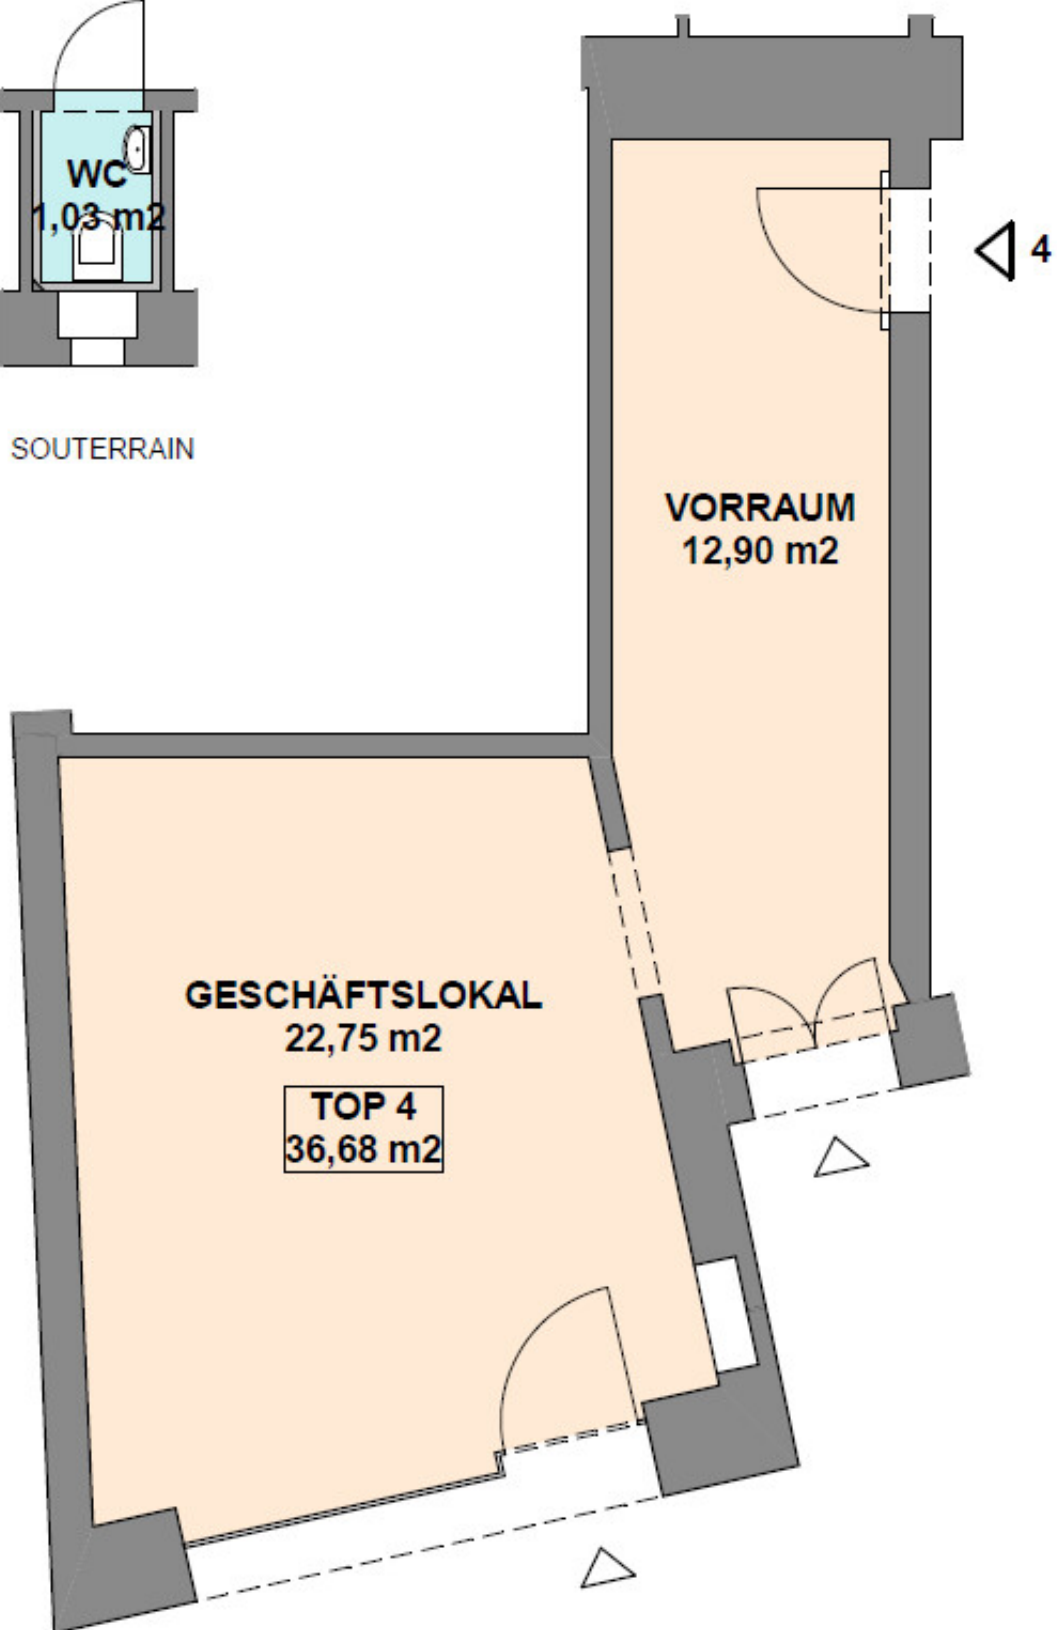 WC
1,03 m2
4
SOUTERRAIN
VORRAUM
12,90 m2
GESCHÄFTSLOKAL
22,75 m2
TOP 4
36,68 m2